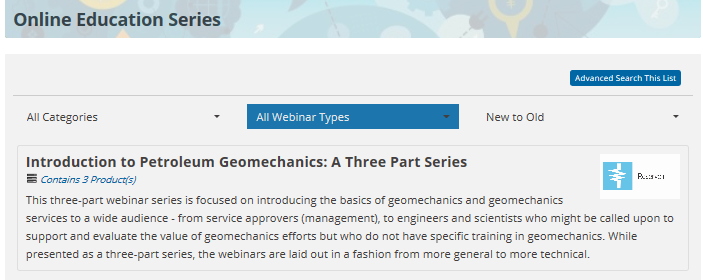 Online Education Series
Advanced Search This List
All Categories
All Webinar Types
New to Old
Introduction to Petroleum Geomechanics: A Three Part Series
Contains 3 Product(s)
Reservoir
This three-part webinar series is focused on introducing the basics of geomechanics and geomechanics
services to a wide audience - from service approvers (management), to engineers and scientists who might be called upon to
support and evaluate the value of geomechanics efforts but who do not have specific training in geomechanics. While
presented as a three-part series, the webinars are laid out in a fashion from more general to more technical.